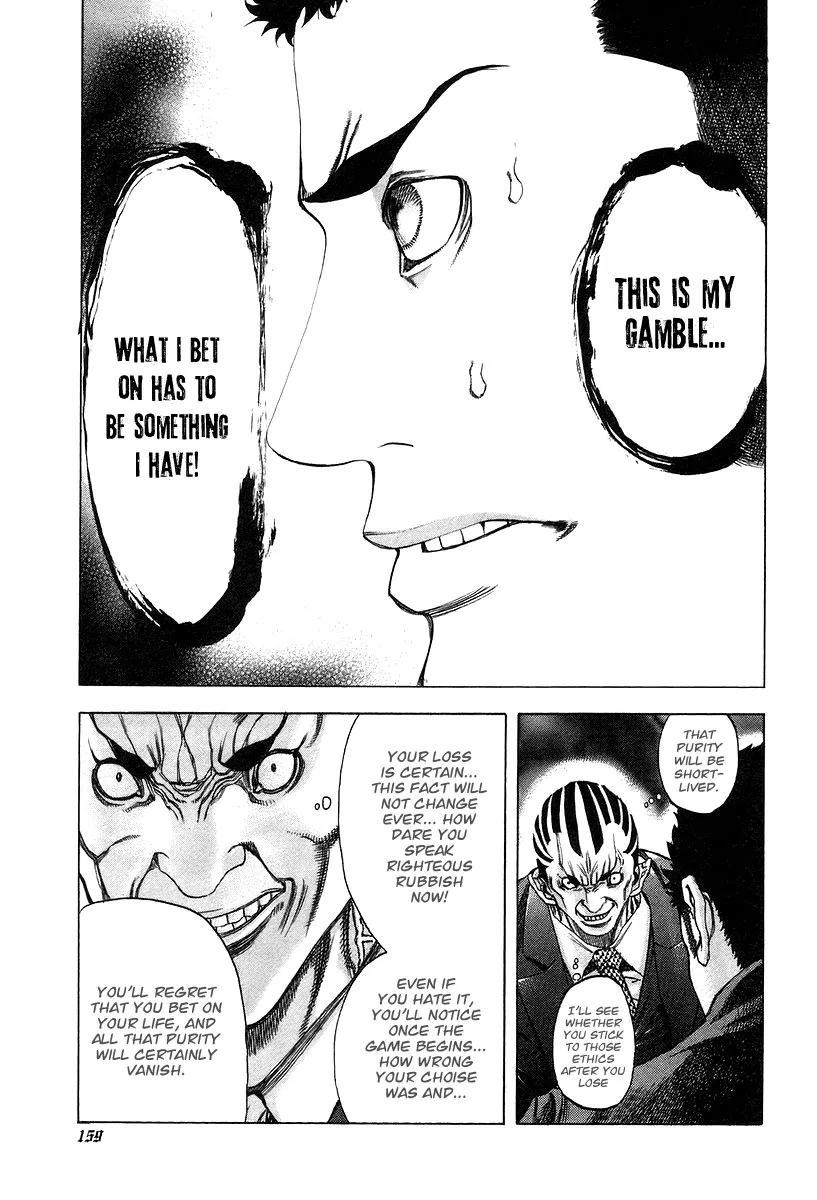 THIS IS MY
GAMBLE...
WHAT I BET
ON HAS TO
BE SOMETHING
I HAVE!
THAT
PURITY
WILL BE
SHORT-
LIVED.
I'LL SEE
WHETHER
YOU STICK
TO THOSE
ETHICS
AFTER YOU
LOSE
YOUR LOSS
IS CERTAIN...
THIS FACT WILL
NOT CHANGE
EVER... HOW
DARE YOU
SPEAK
RIGHTEOUS
RUBBISH
NOW!
EVEN IF
YOU HATE IT,
YOU'LL NOTICE
ONCE THE
GAME BEGINS...
HOW WRONG
YOUR CHOISE
WAS AND...
YOU'LL REGRET
THAT YOU BET ON
YOUR LIFE, AND
ALL THAT PURITY
WILL CERTAINLY
VANISH.
159